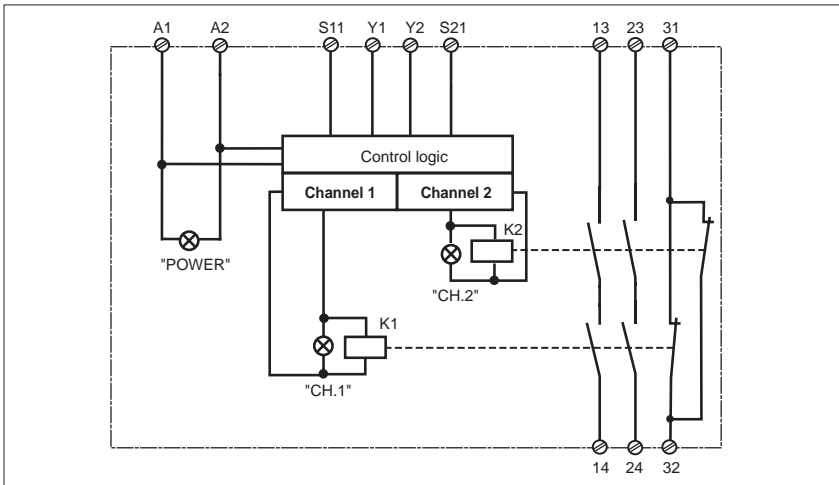 A1 A2 S11 Y1 Y2 S21 13 23 31
Control logic
Channel 1 Channel 2
K2
"POWER"
"CH.2"
K1
"CH.1"
14 24 32